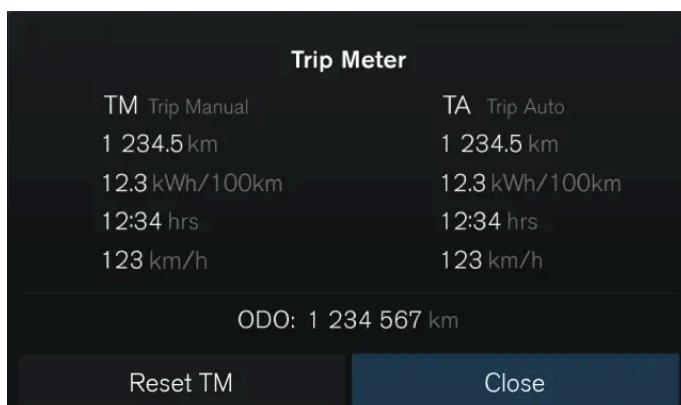 Trip Meter
TM Trip Manual
1 234.5 km
12.3 kWh/100km
12:34 hrs
123 km/h
TA Trip Auto
1 234.5 km
12.3 kWh/100km
12:34 hrs
123 km/h
ODO: 1 234 567 km
Reset TM
Close